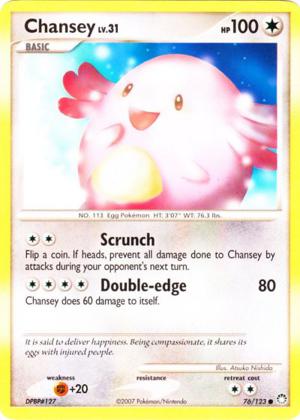 Chansey LV.31 HP 100
BASIC
NO. 113 Egg Pokémon HT: 3'07" WT: 76.3 lbs.
Scrunch
Flip a coin. If heads, prevent all damage done to Chansey by
attacks during your opponent's next turn.
Double-edge 80
Chansey does 60 damage to itself.
It is said to deliver happiness. Being compassionate, it shares its
eggs with injured people.
Illus. Atsuko Nishida
weakness resistance retreat cost
+20
DPBP#127 ©2007 Pokémon/Nintendo 76/123